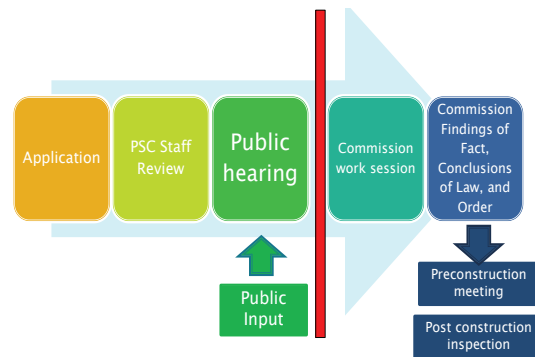 Application
PSC Staff
Review
Public
hearing
Commission
work session
Commission
Findings of
Fact,
Conclusions
of Law, and
Order
Public
Input
Preconstruction
meeting
Post construction
inspection